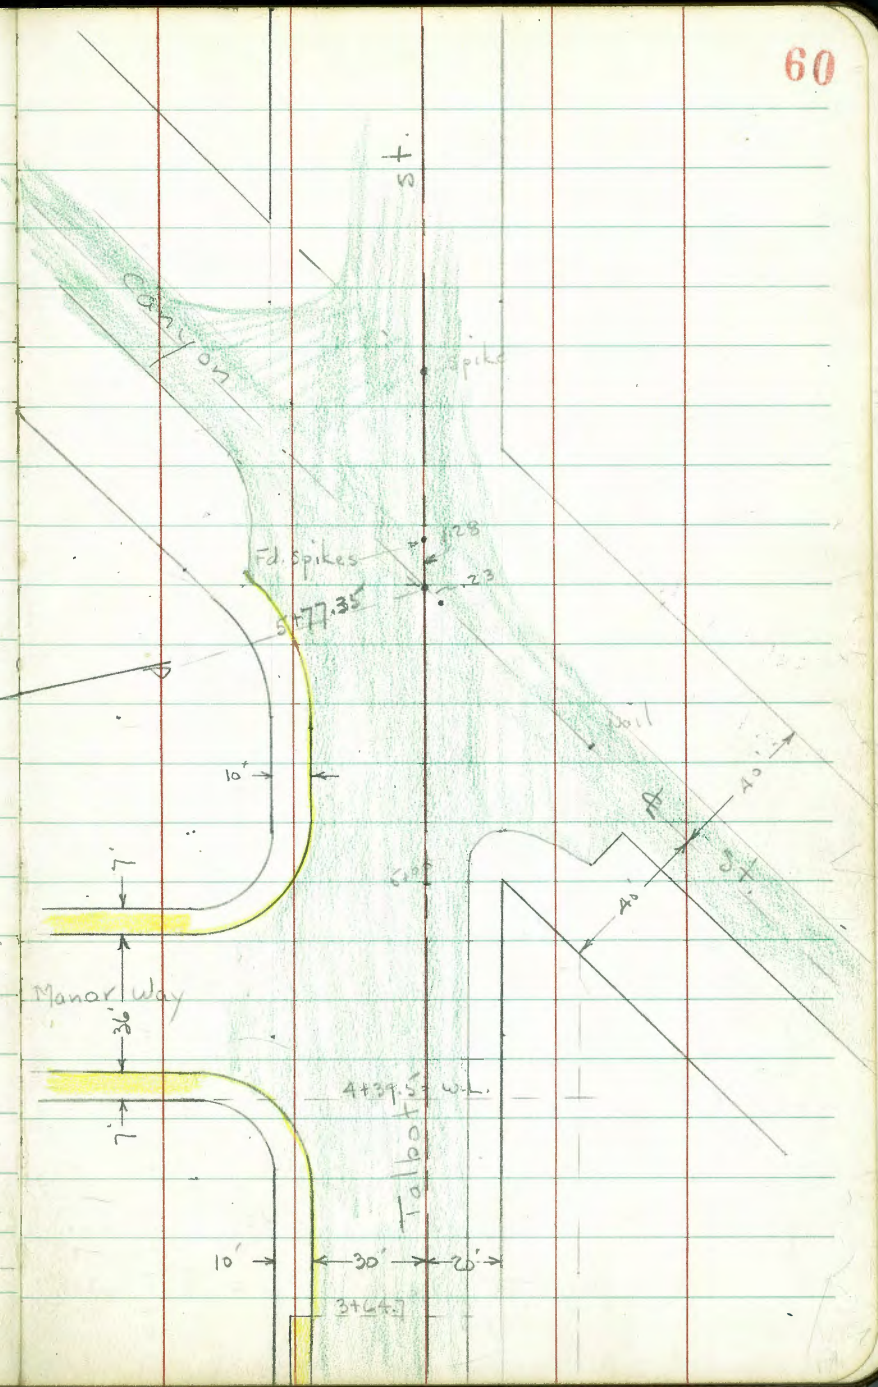 60
St.
Canyon
Spike
.28
Fd. Spikes
.23
5+77.35
Nail
40'
10'
St.
40'
7'
Manor Way
36'
4+39.5 = W.L.
7'
Talbot
10'
30'
20'
3+64.7